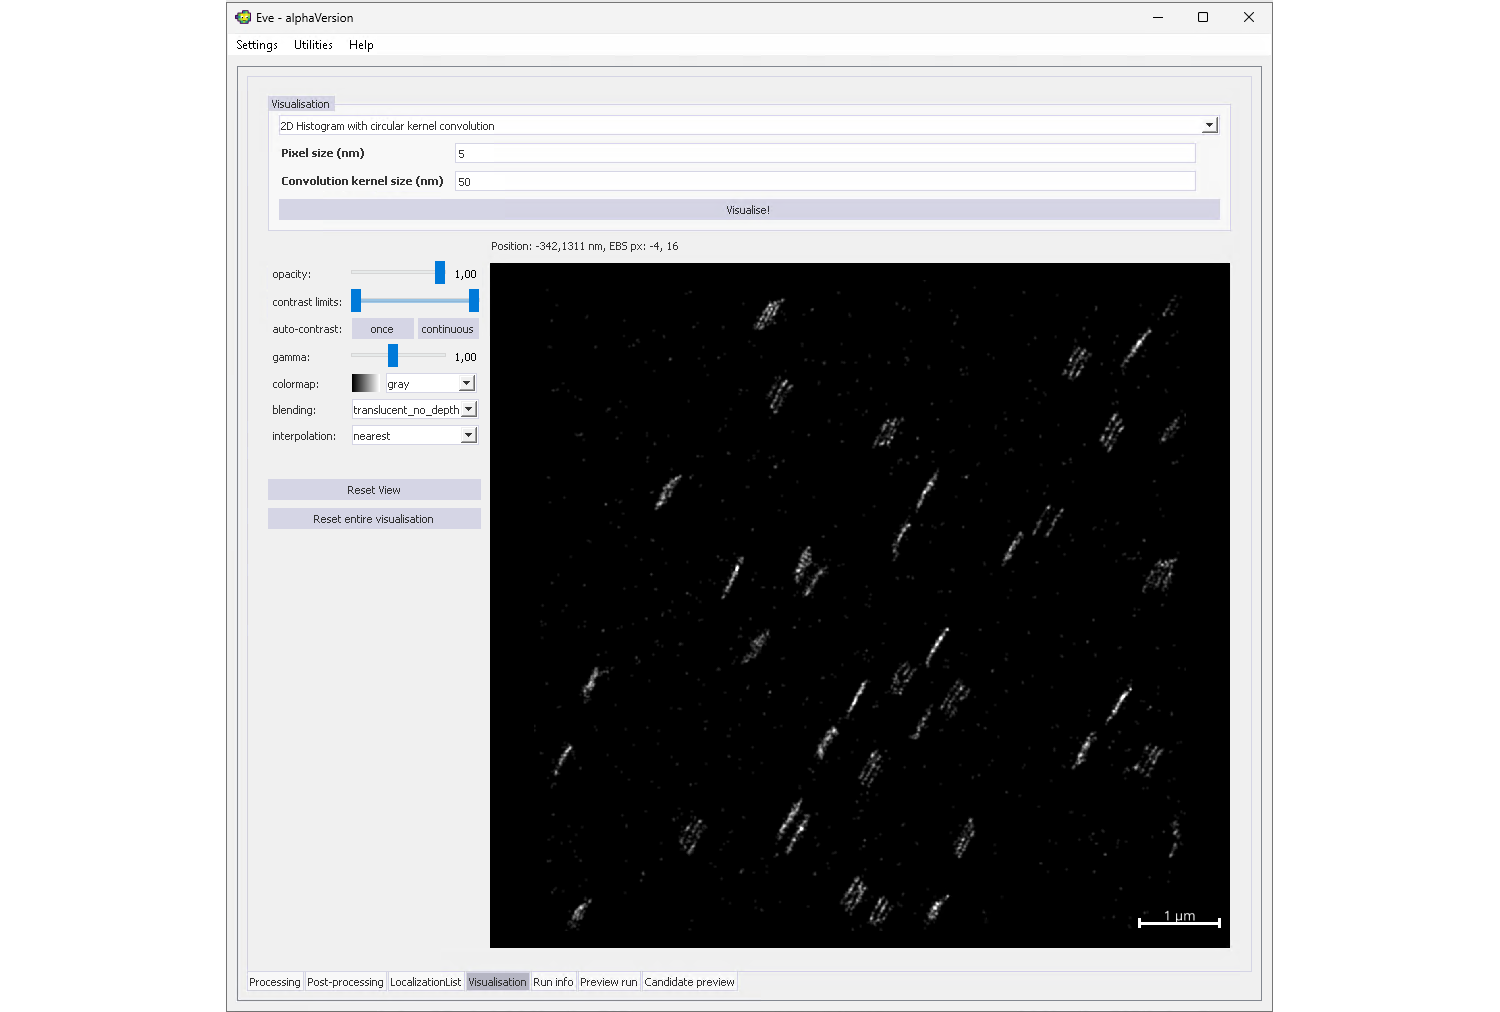 Eve - alphaVersion
Settings Utilities Help
Visualisation
2D Histogram with circular kernel convolution
Pixel size (nm) 5
Convolution kernel size (nm) 50
Visualise!
Position: -342,1311 nm, EBS px: -4, 16
opacity: 1,00
contrast limits:
auto-contrast: once continuous
gamma: 1,00
colormap: gray
blending: translucent_no_depth
interpolation: nearest
Reset View
Reset entire visualisation
1 µm
Processing Post-processing LocalizationList Visualisation Run info Preview run Candidate preview